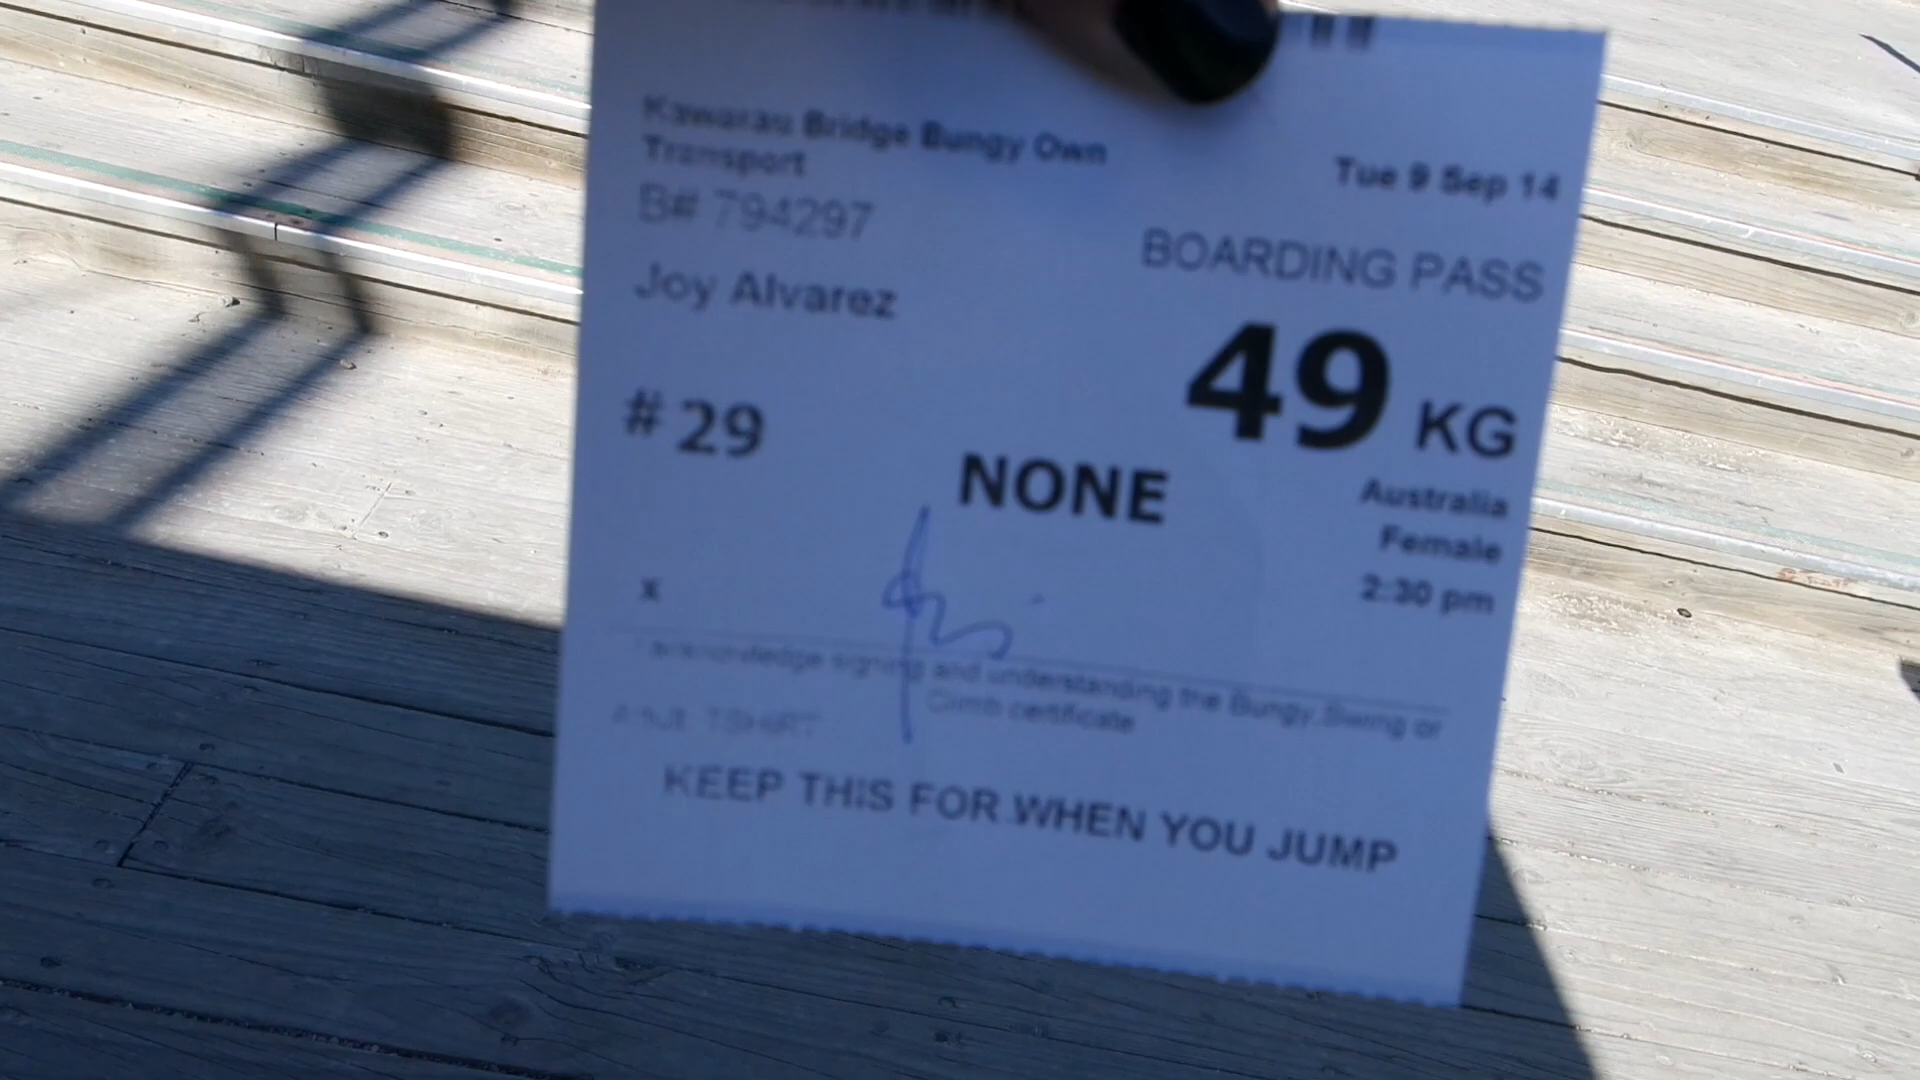 Kawarau Bridge Bungy Own
Transport
Tue 9 Sep 14
B# 794297
BOARDING PASS
Joy Alvarez
49 KG
# 29
NONE
Australia
Female
2:30 pm
x
I acknowledge signing and understanding the Bungy,Swing or
Climb certificate
TSHIRT
KEEP THIS FOR WHEN YOU JUMP